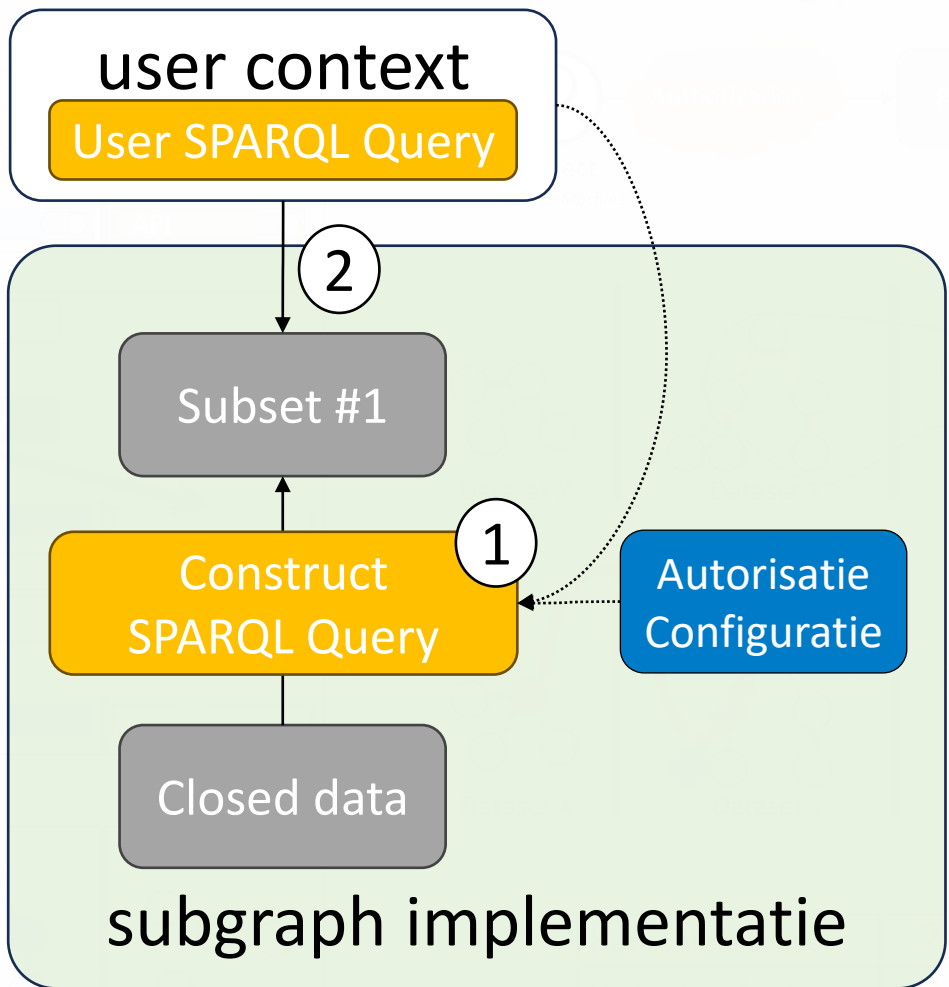 user context
User SPARQL Query
2
Subset #1
1
Construct
SPARQL Query
Autorisatie
Configuratie
Closed data
subgraph implementatie